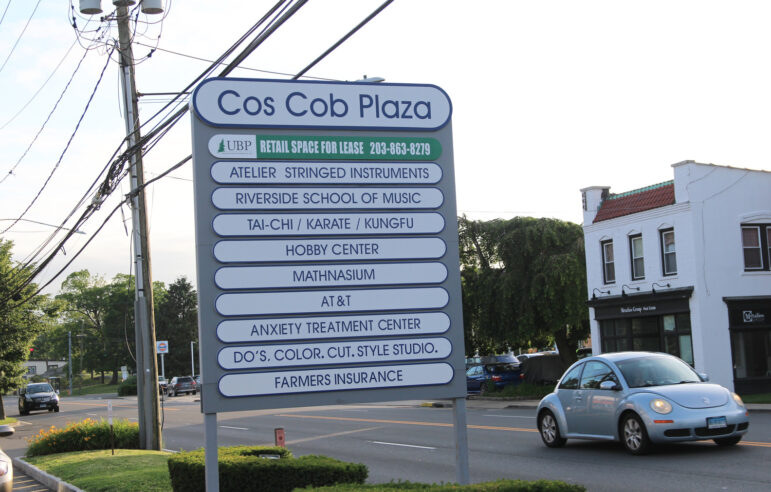 Cos Cob Plaza
UBP RETAIL SPACE FOR LEASE 203-863-8279
ATELIER STRINGED INSTRUMENTS
RIVERSIDE SCHOOL OF MUSIC
TAI-CHI / KARATE / KUNGFU
HOBBY CENTER
MATHNASIUM
AT&T
ANXIETY TREATMENT CENTER
DO'S. COLOR. CUT. STYLE STUDIO.
FARMERS INSURANCE